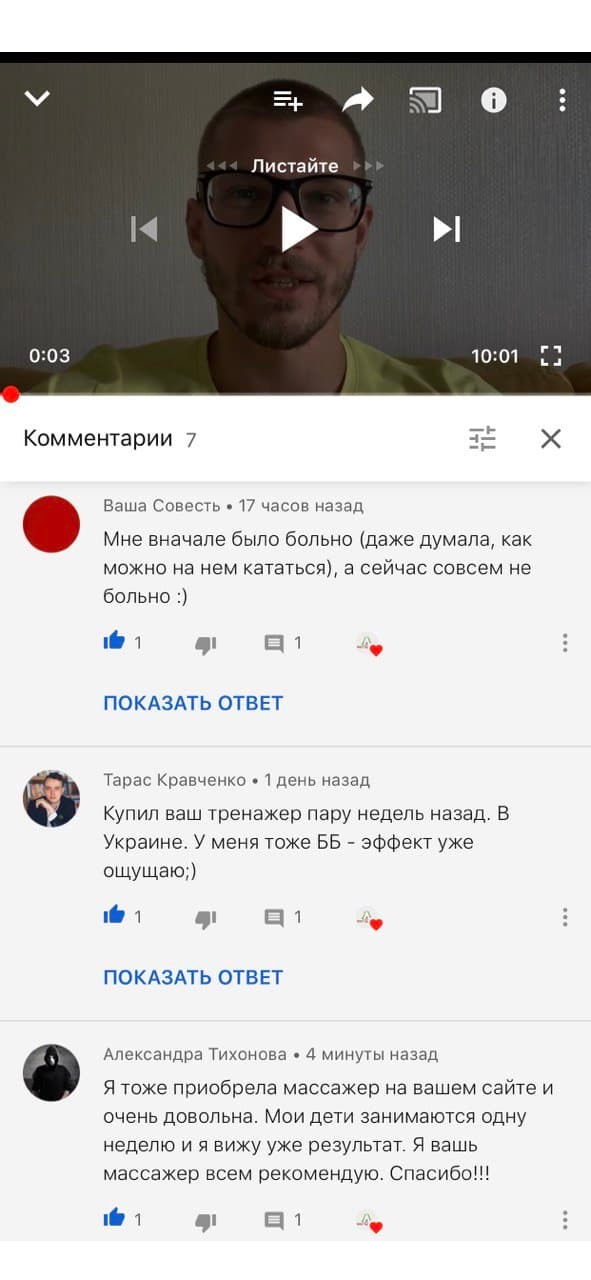 Листайте
0:03
10:01
Комментарии 7
Ваша Совесть • 17 часов назад
Мне вначале было больно (даже думала, как
можно на нем кататься), а сейчас совсем не
больно :)
1
1
ПОКАЗАТЬ ОТВЕТ
Тарас Кравченко • 1 день назад
Купил ваш тренажер пару недель назад. В
Украине. У меня тоже ББ - эффект уже
ощущаю;)
1
1
ПОКАЗАТЬ ОТВЕТ
Александра Тихонова • 4 минуты назад
Я тоже приобрела массажер на вашем сайте и
очень довольна. Мои дети занимаются одну
неделю и я вижу уже результат. Я вашь
массажер всем рекомендую. Спасибо!!!
1
1